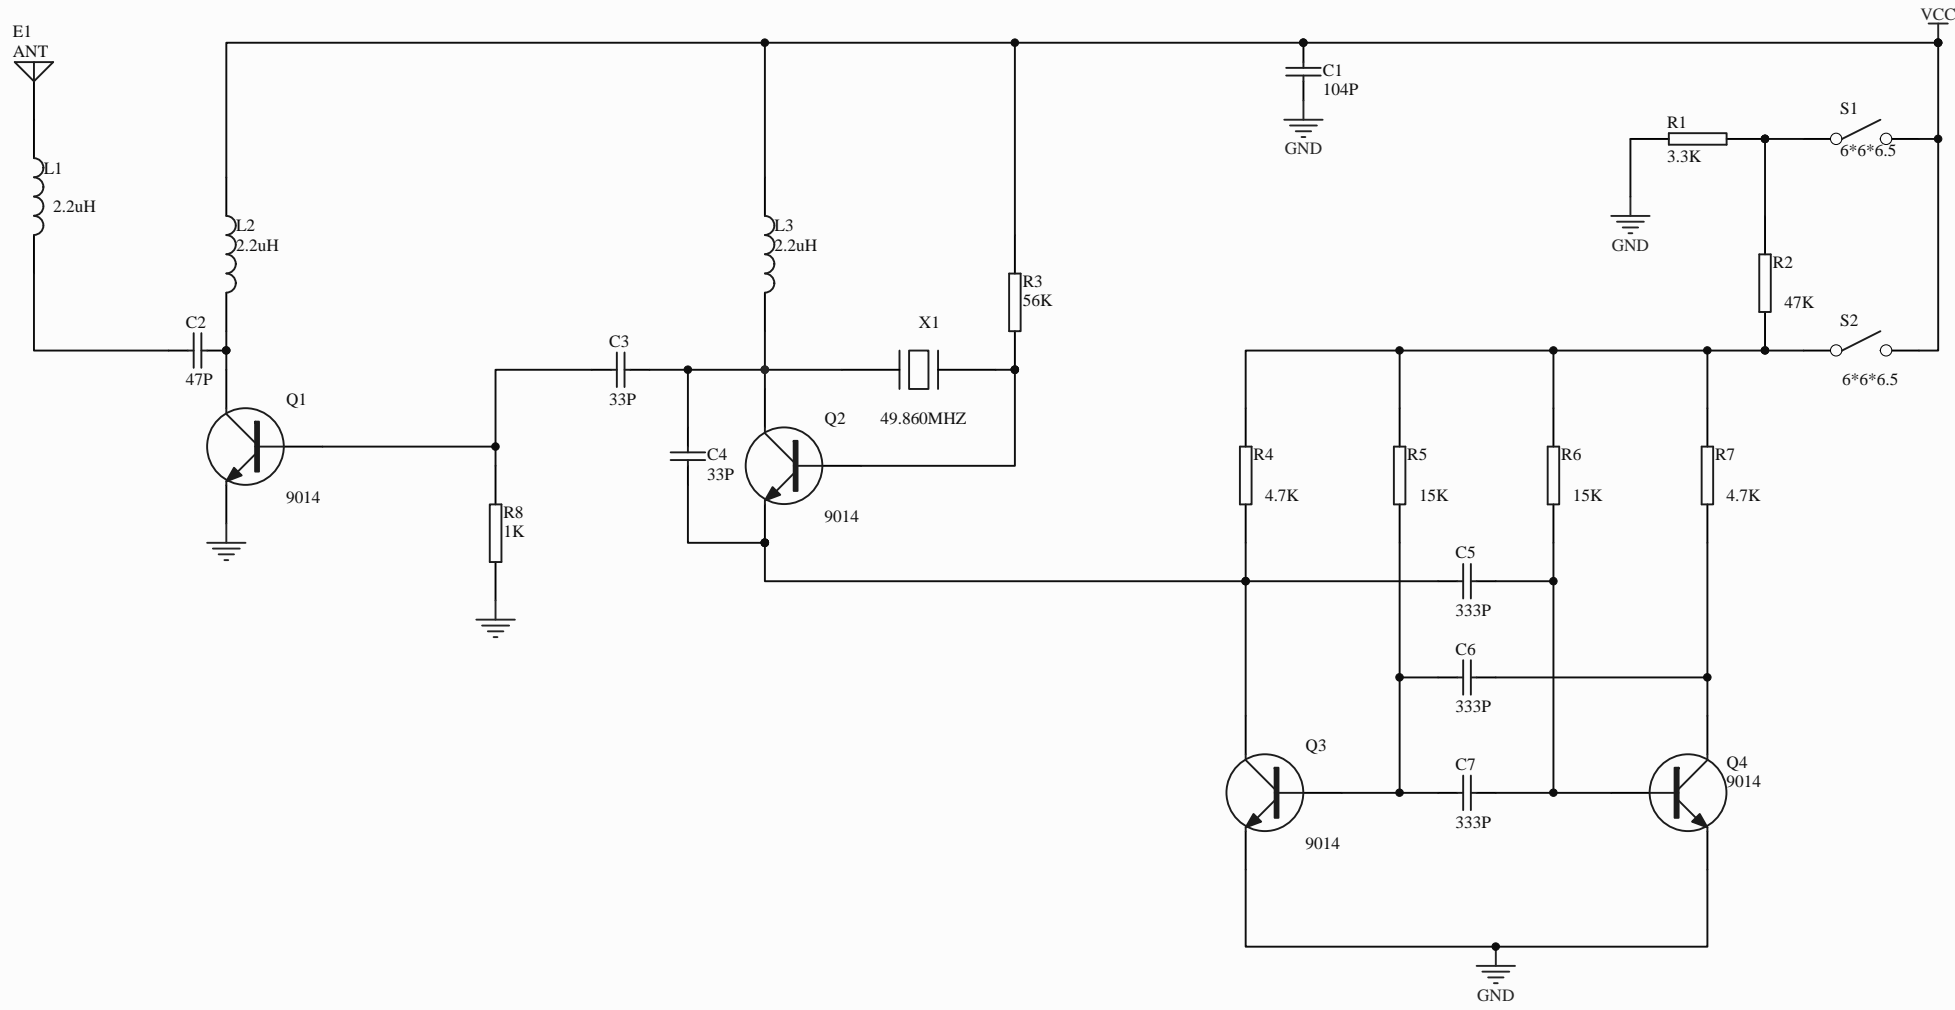 E1
ANT
L1
2.2uH
L2
2.2uH
C2
47P
Q1
9014
R8
1K
C3
33P
C4
33P
L3
2.2uH
Q2
9014
X1
49.860MHZ
R3
56K
C1
104P
GND
VCC
S1
6*6*6.5
R1
3.3K
GND
R2
47K
S2
6*6*6.5
R4
4.7K
R5
15K
R6
15K
R7
4.7K
C5
333P
C6
333P
C7
333P
Q3
9014
Q4
9014
GND